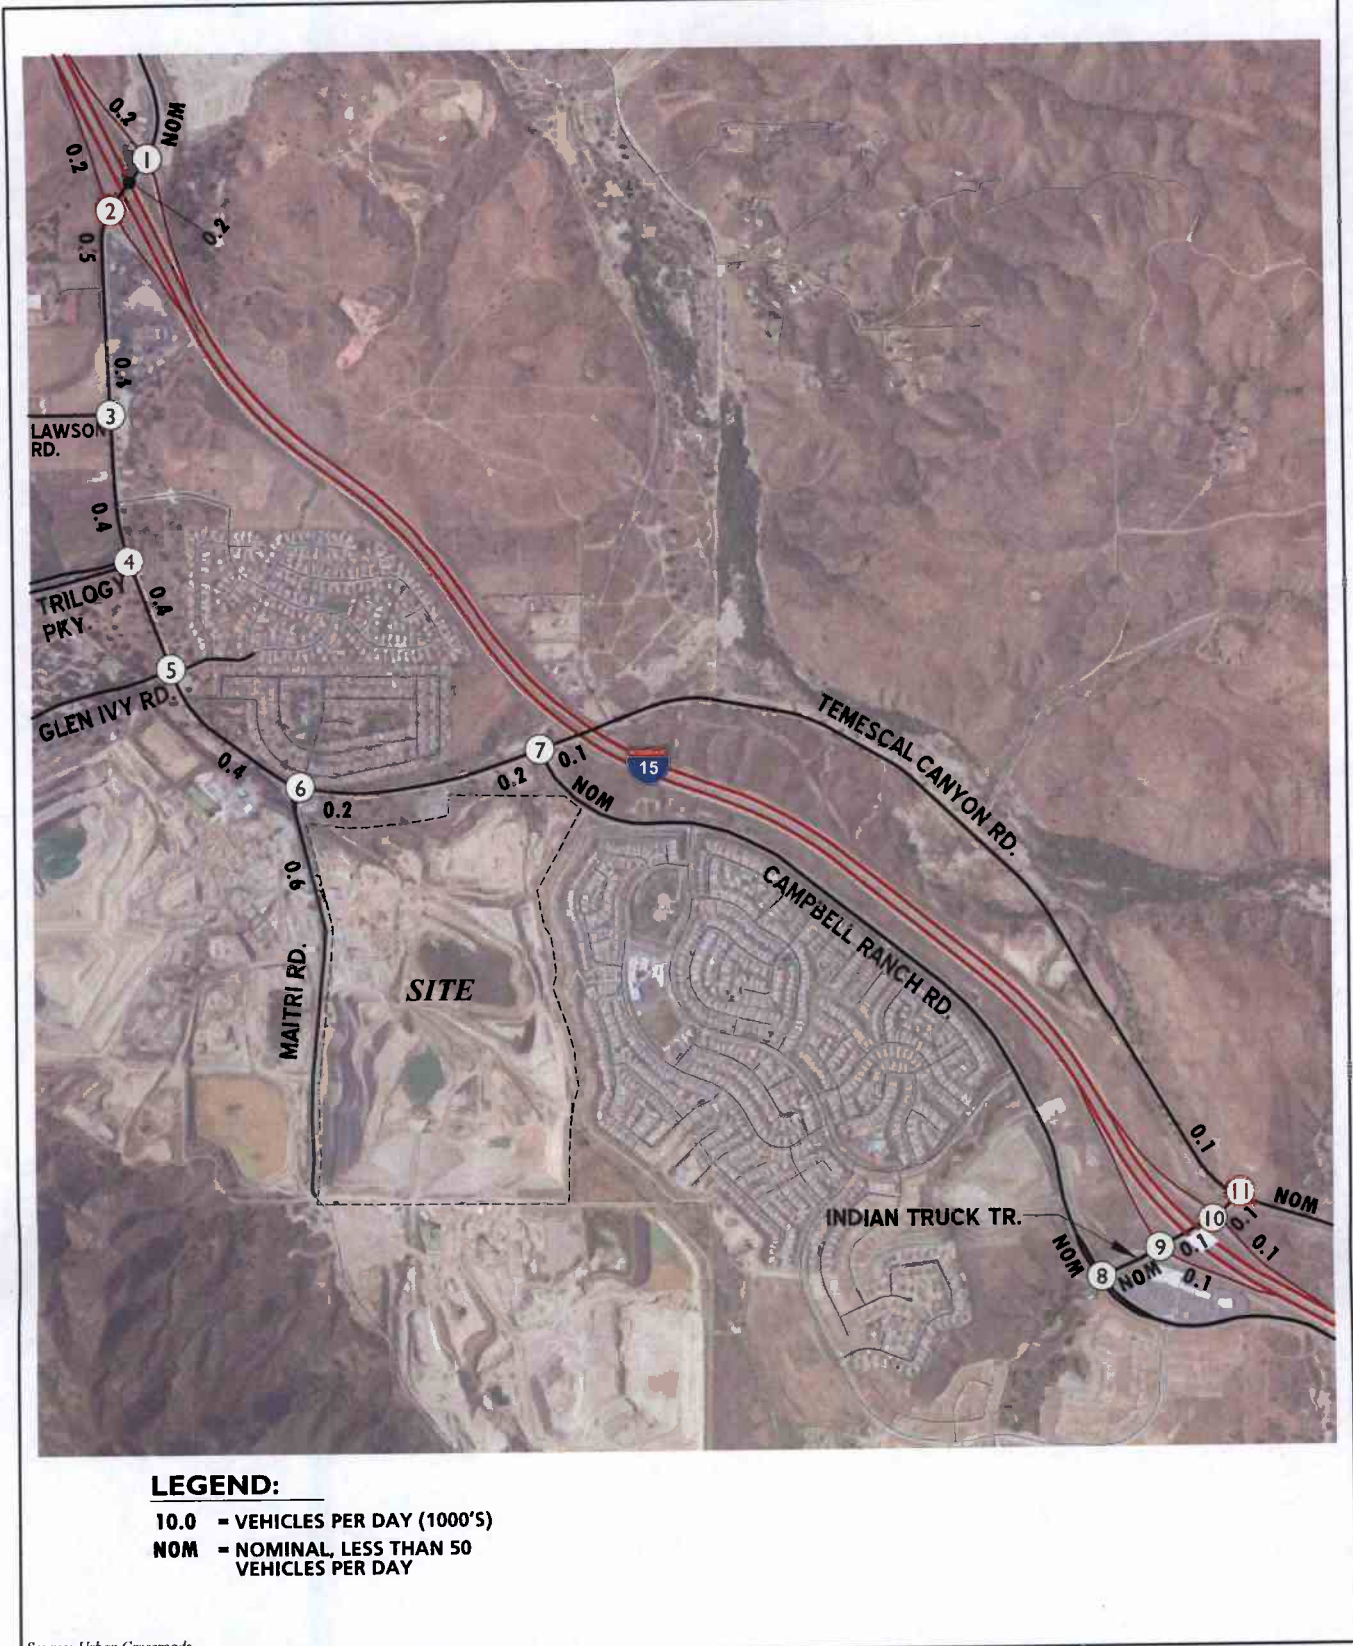 0.2
NOM
0.2
1
2
0.2
0.5
0.4
3
LAWSON
RD.
0.4
4
TRILOGY
PKY.
0.4
5
GLEN IVY RD.
0.4
6
0.2
0.2
7
0.1
NOM
15
TEMESCAL CANYON RD.
0.6
CAMPBELL RANCH RD.
MAITRI RD.
SITE
0.1
11
NOM
10
0.1
INDIAN TRUCK TR.
9
0.1
0.1
NOM
8
NOM
0.1
LEGEND:
10.0 = VEHICLES PER DAY (1000'S)
NOM = NOMINAL, LESS THAN 50
VEHICLES PER DAY